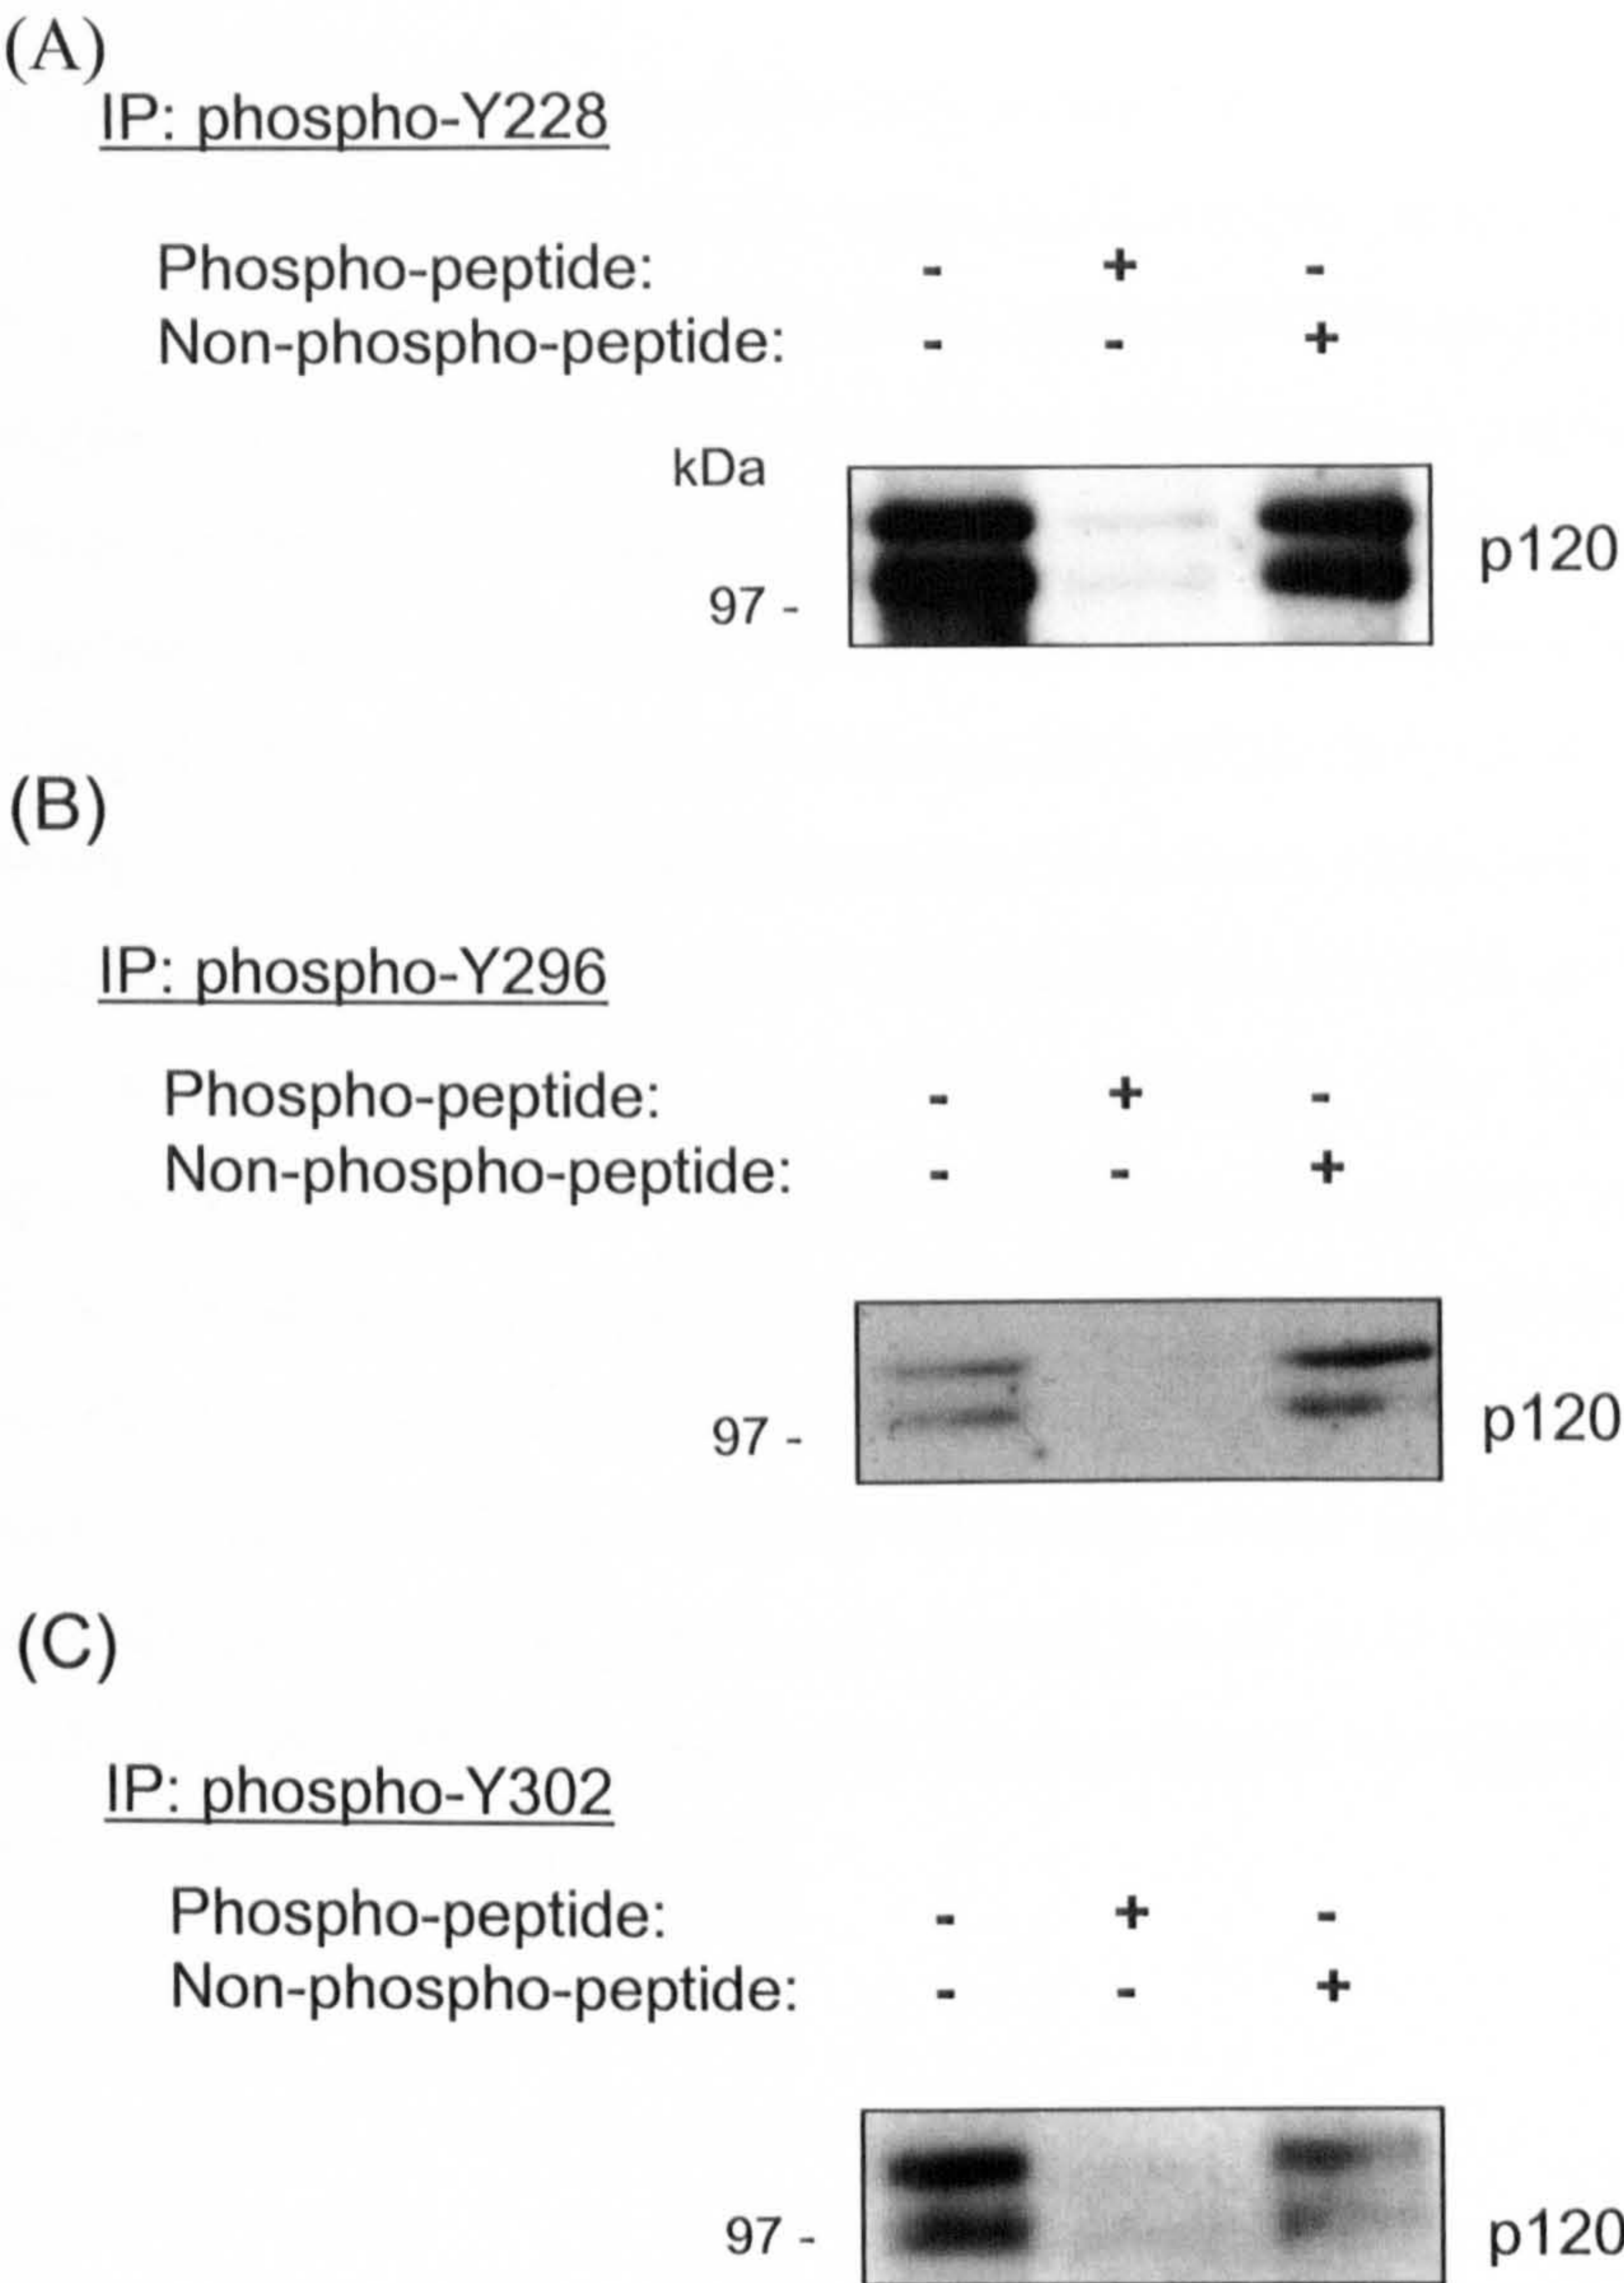 (A)
IP: phospho-Y228
Phospho-peptide: - + -
Non-phospho-peptide: - - +
kDa
97 -
p120
(B)
IP: phospho-Y296
Phospho-peptide: - + -
Non-phospho-peptide: - - +
97 -
p120
(C)
IP: phospho-Y302
Phospho-peptide: - + -
Non-phospho-peptide: - - +
97 -
p120